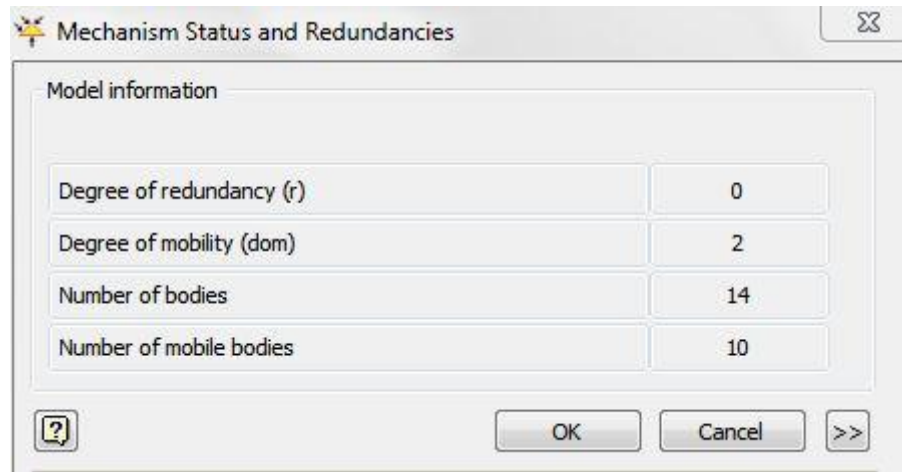 Mechanism Status and Redundancies
Model information
Degree of redundancy (r) 0
Degree of mobility (dom) 2
Number of bodies 14
Number of mobile bodies 10
? OK Cancel >>